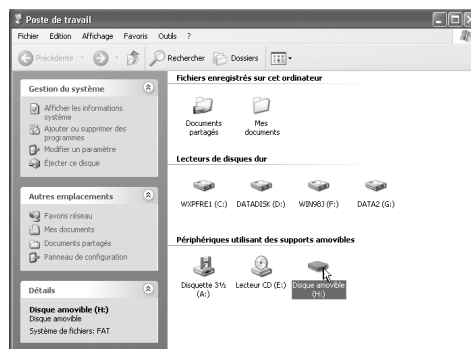 Poste de travail
Fichier Edition Affichage Favoris Outils ?
Précédente Rechercher Dossiers
Gestion du système
Afficher les informations
système
Ajouter ou supprimer des
programmes
Modifier un paramètre
Éjecter ce disque
Autres emplacements
Favoris réseau
Mes documents
Documents partagés
Panneau de configuration
Détails
Disque amovible (H:)
Disque amovible
Système de fichiers: FAT
Fichiers enregistrés sur cet ordinateur
Documents
partagés
Mes
documents
Lecteurs de disques dur
WXPFRE1 (C:) DATADISK (D:) WIN98J (F:) DATA2 (G:)
Périphériques utilisant des supports amovibles
Disquette 3½
(A:)
Lecteur CD (E:)
Disque amovible
(H:)